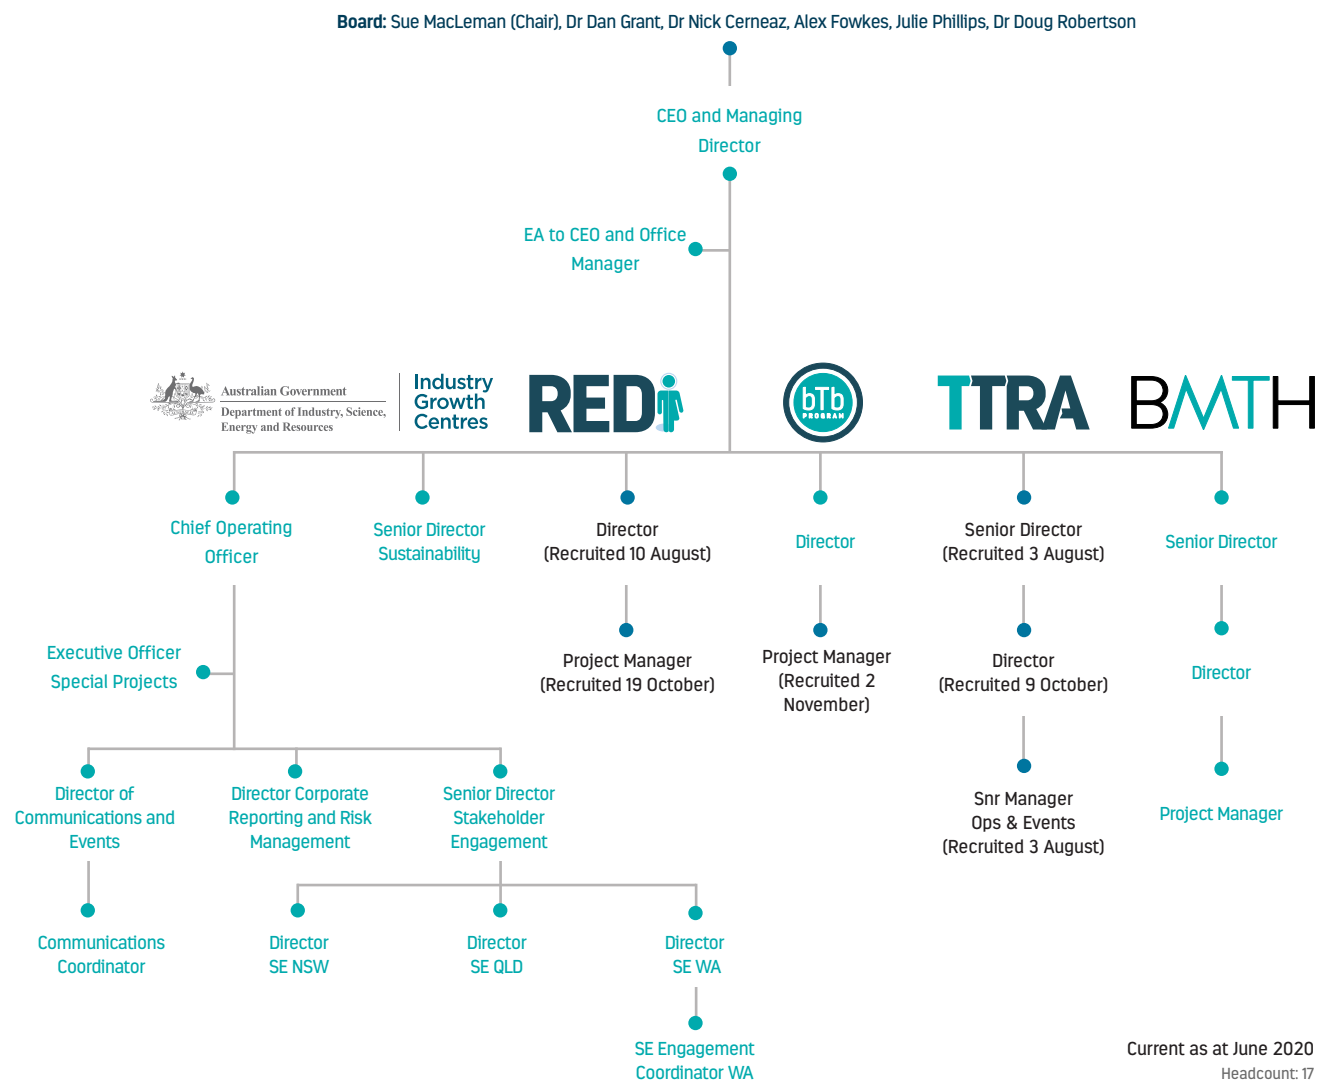 Board: Sue MacLeman (Chair), Dr Dan Grant, Dr Nick Cerneaz, Alex Fowkes, Julie Phillips, Dr Doug Robertson
CEO and Managing
Director
EA to CEO and Office
Manager
Australian Government
Department of Industry, Science,
Energy and Resources
Industry
Growth
Centres
REDI
bTb
PROGRAM
TTRA
BMTH
Chief Operating
Officer
Senior Director
Sustainability
Director
(Recruited 10 August)
Director
Senior Director
(Recruited 3 August)
Senior Director
Executive Officer
Special Projects
Project Manager
(Recruited 19 October)
Project Manager
(Recruited 2
November)
Director
(Recruited 9 October)
Director
Director of
Communications and
Events
Director Corporate
Reporting and Risk
Management
Senior Director
Stakeholder
Engagement
Snr Manager
Ops & Events
(Recruited 3 August)
Project Manager
Communications
Coordinator
Director
SE NSW
Director
SE QLD
Director
SE WA
SE Engagement
Coordinator WA
Current as at June 2020
Headcount: 17